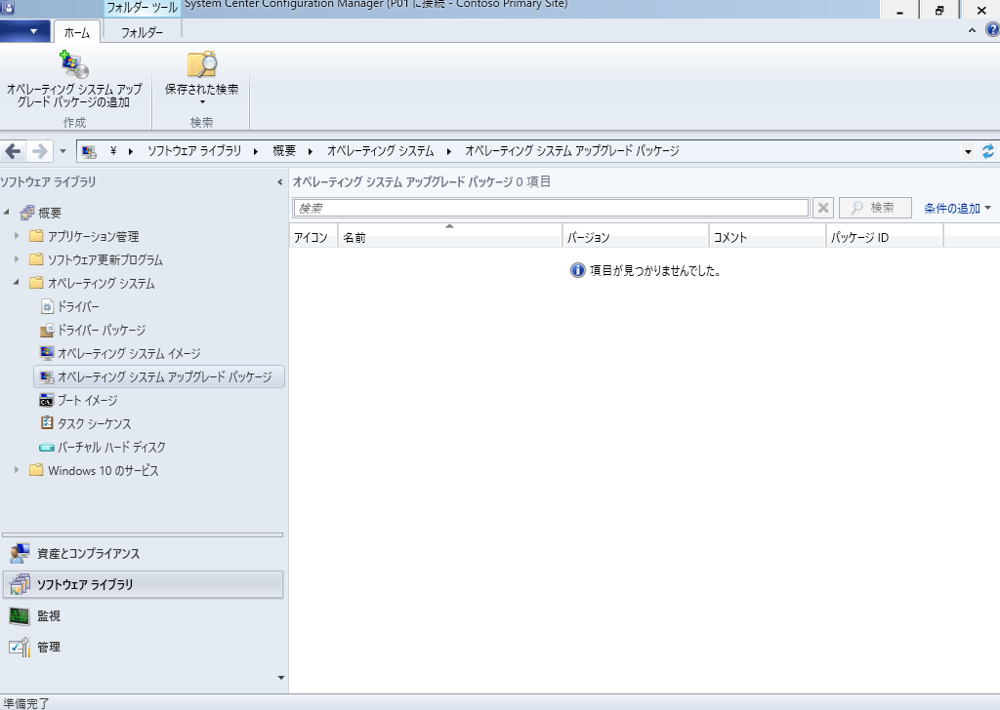 フォルダー ツール
System Center Configuration Manager (P01 に接続 - Contoso Primary Site)
ホーム
フォルダー
オペレーティング システム アップ
グレード パッケージの追加
保存された検索
作成
検索
¥ ソフトウェア ライブラリ 概要 オペレーティング システム オペレーティング システム アップグレード パッケージ
ソフトウェア ライブラリ
概要
アプリケーション管理
ソフトウェア更新プログラム
オペレーティング システム
ドライバー
ドライバー パッケージ
オペレーティング システム イメージ
オペレーティング システム アップグレード パッケージ
ブート イメージ
タスク シーケンス
バーチャル ハード ディスク
Windows 10 のサービス
資産とコンプライアンス
ソフトウェア ライブラリ
監視
管理
オペレーティング システム アップグレード パッケージ 0 項目
検索
検索
条件の追加
アイコン 名前 バージョン コメント パッケージ ID
項目が見つかりませんでした。
準備完了